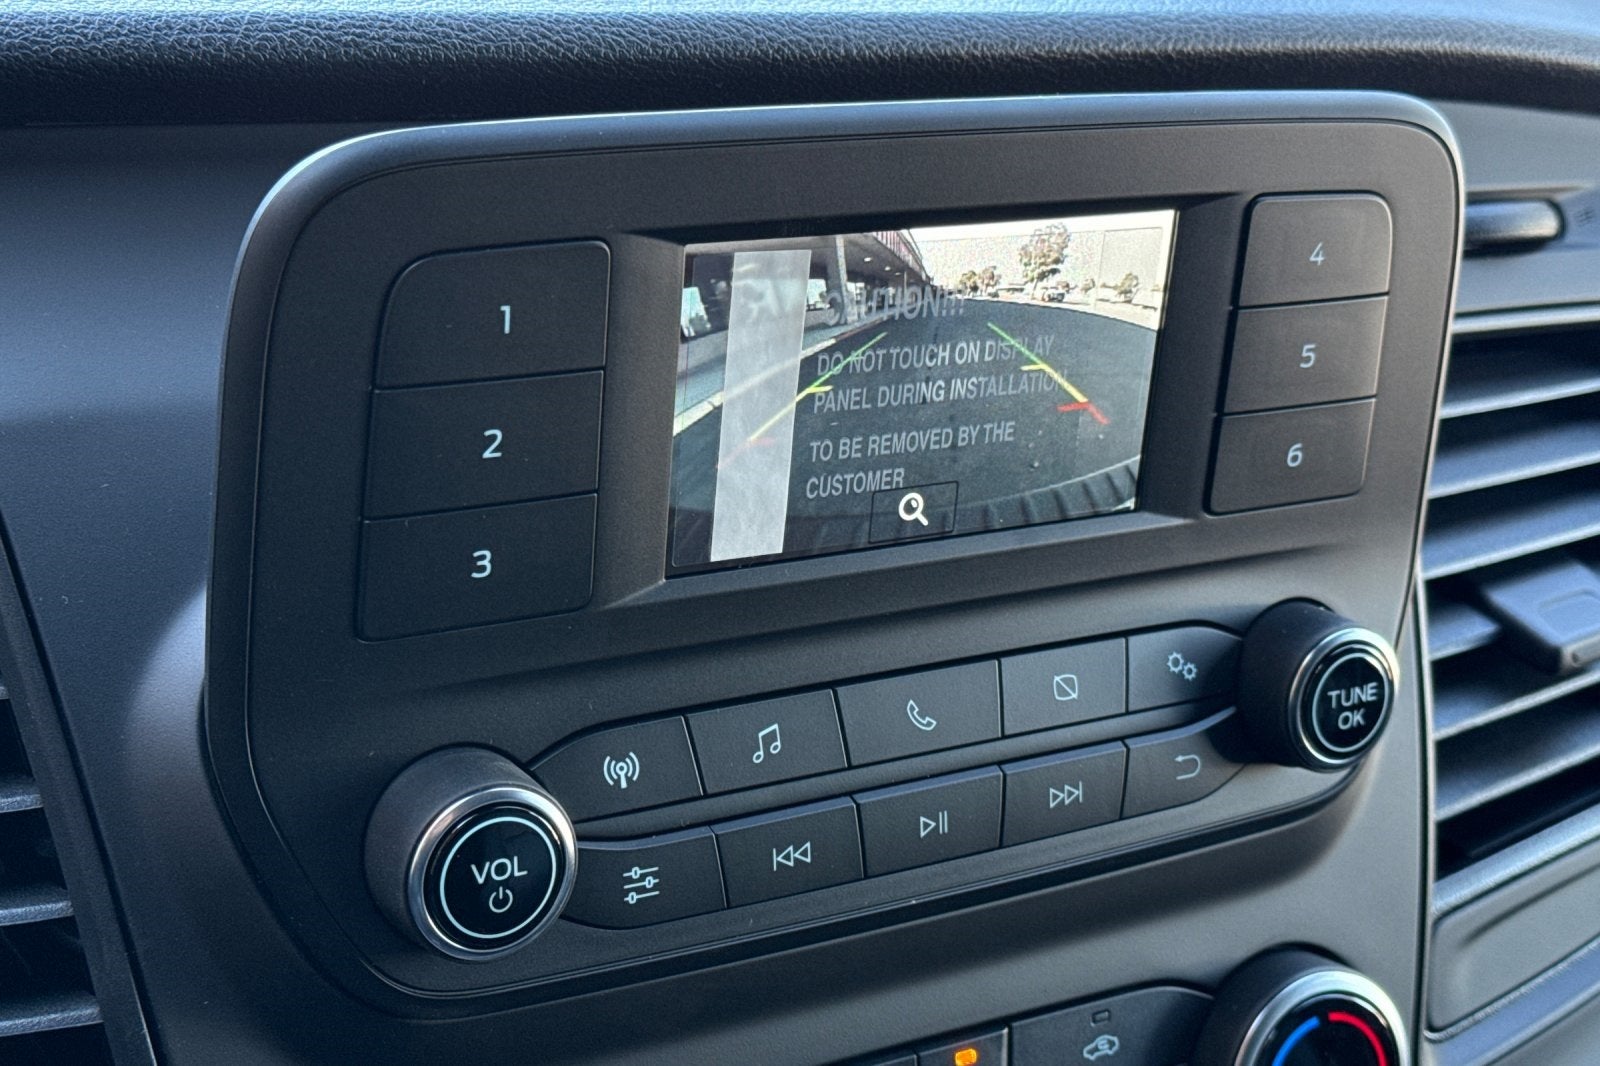 1
2
3
CAUTION!!!
DO NOT TOUCH ON DISPLAY
PANEL DURING INSTALLATION
TO BE REMOVED BY THE
CUSTOMER
4
5
6
VOL
TUNE
OK